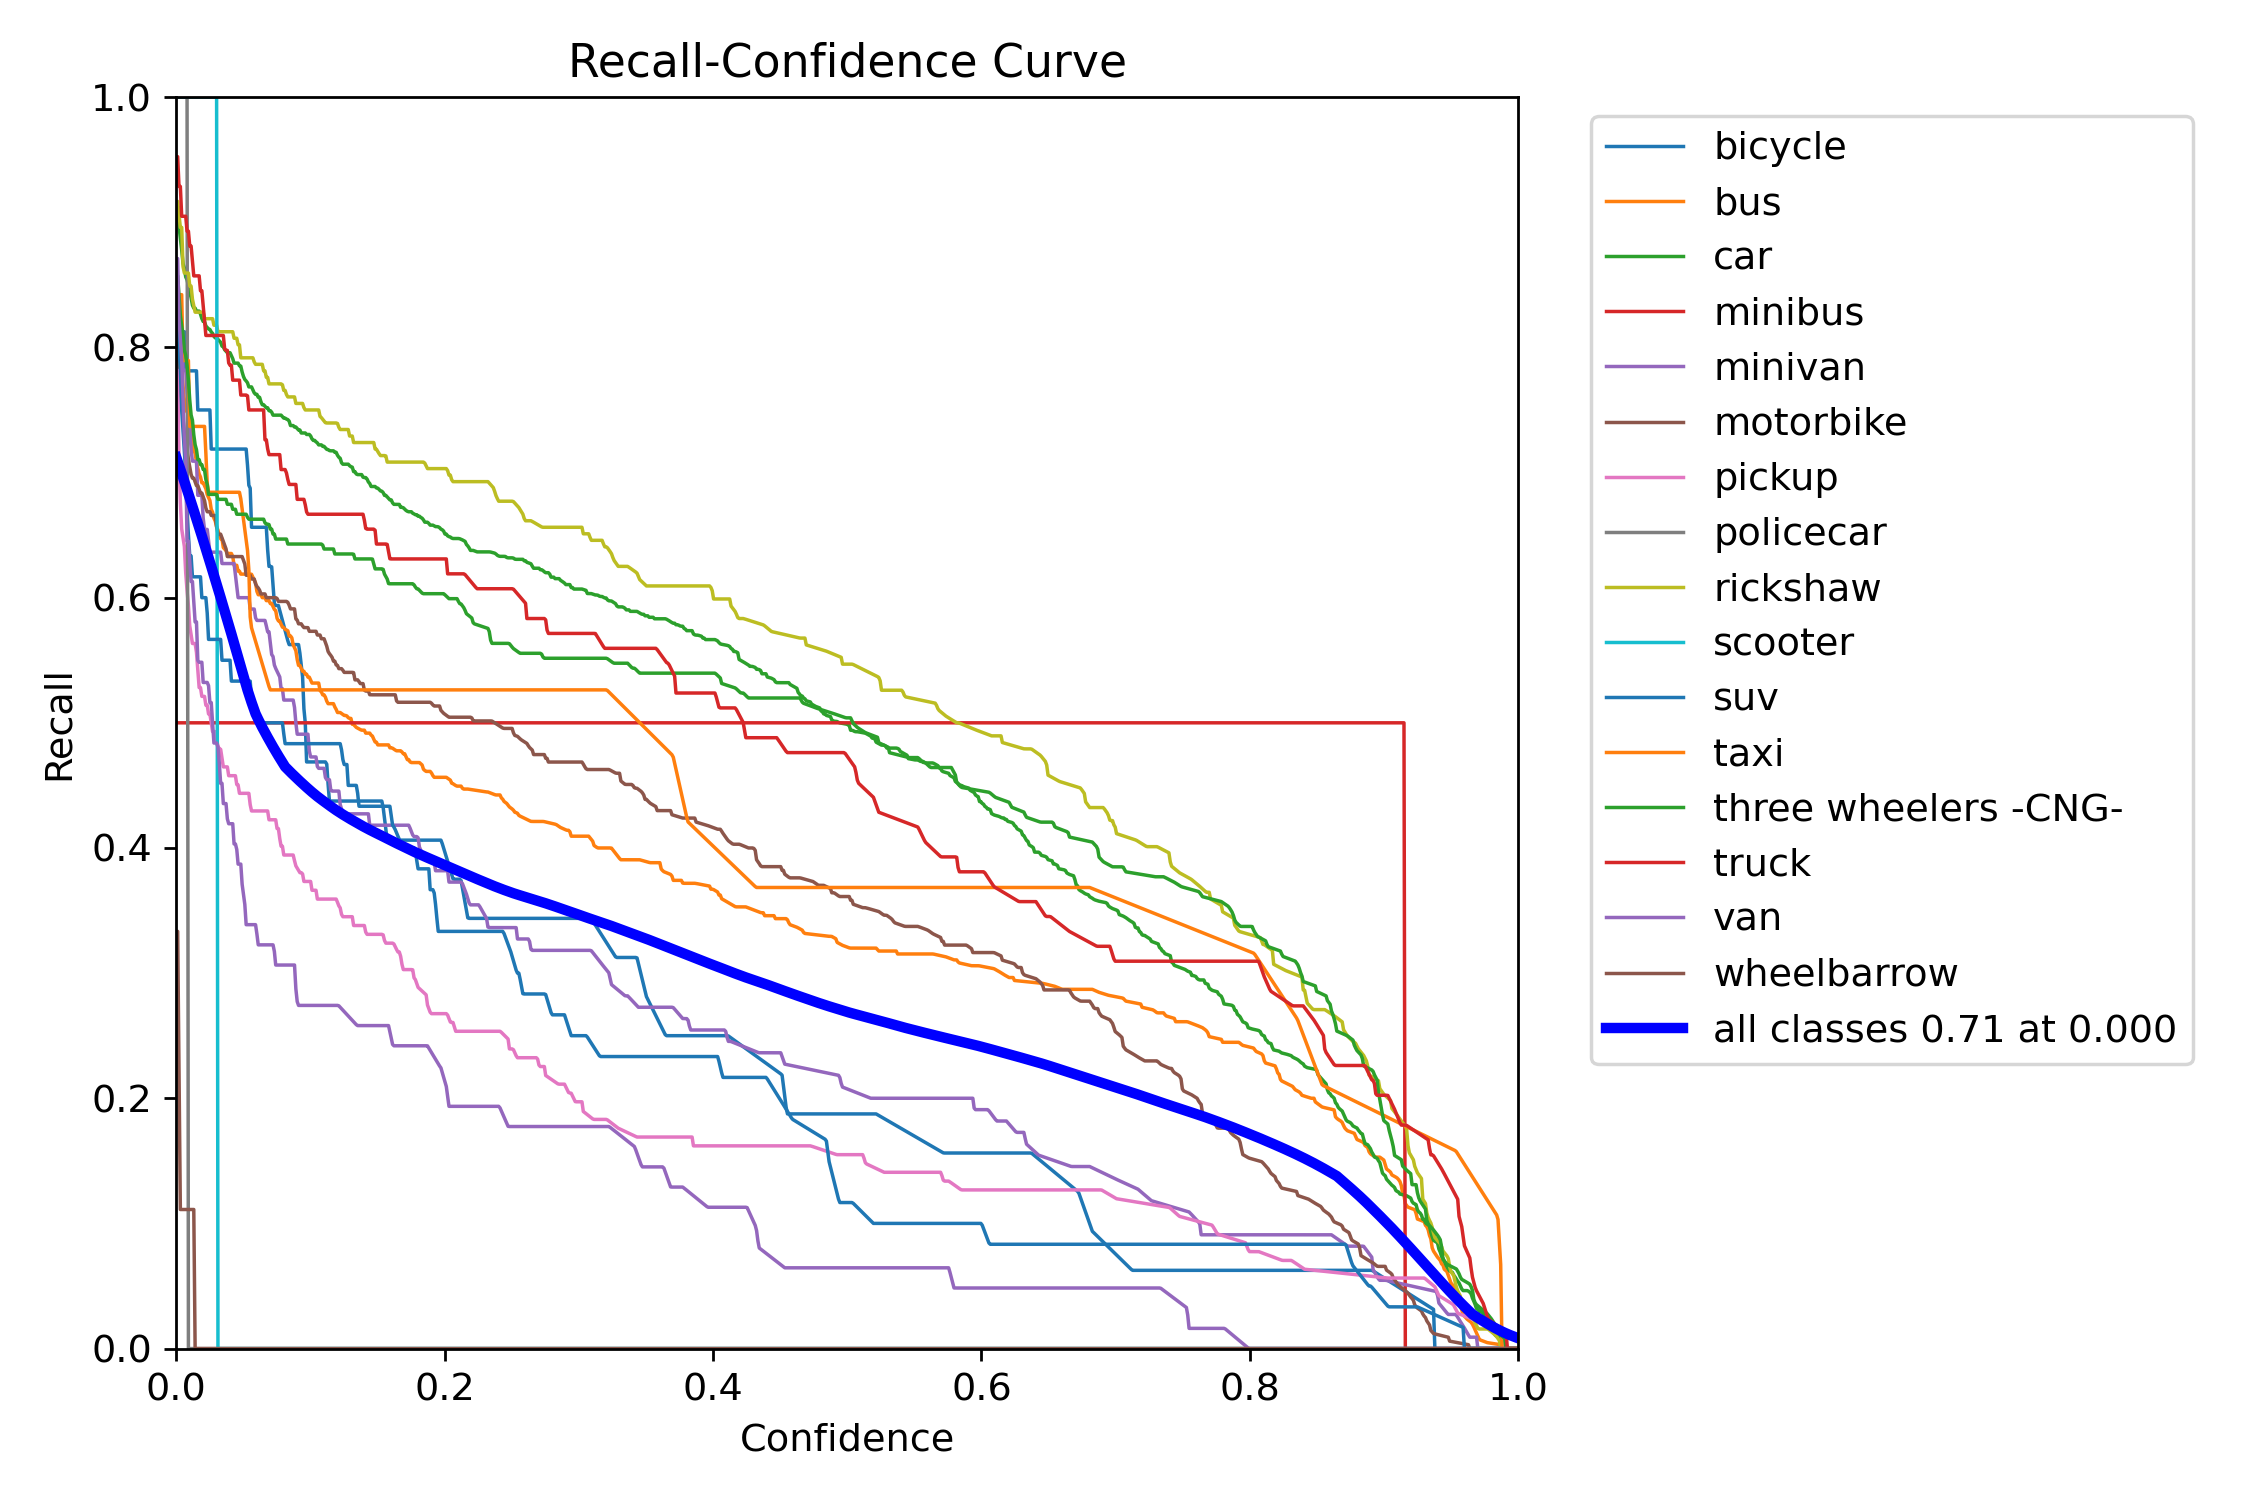 Recall-Confidence Curve
1.0
0.8
0.6
0.4
0.2
0.0
Recall
0.0 0.2 0.4 0.6 0.8 1.0
Confidence
bicycle
bus
car
minibus
minivan
motorbike
pickup
policecar
rickshaw
scooter
suv
taxi
three wheelers -CNG-
truck
van
wheelbarrow
all classes 0.71 at 0.000